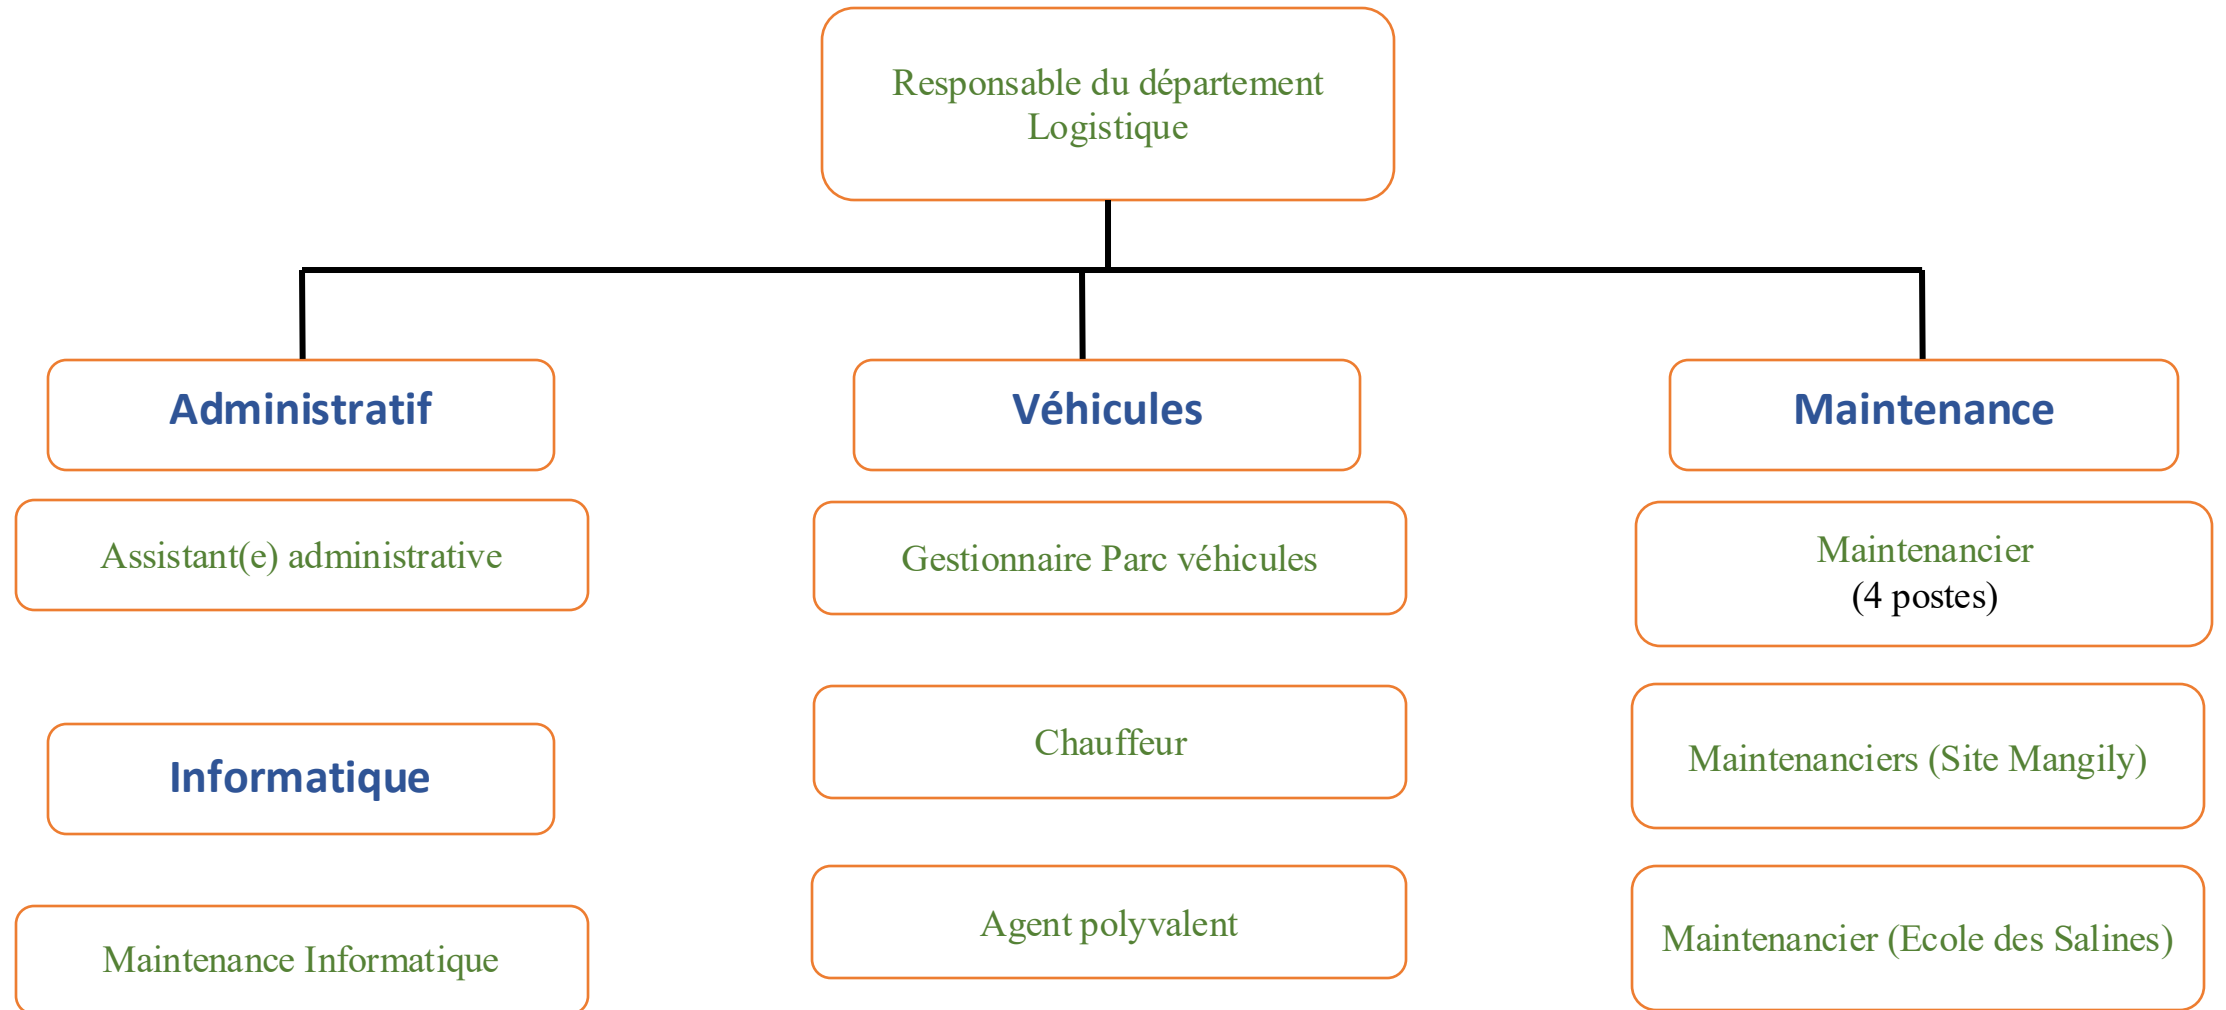 Responsable du département
Logistique
Administratif
Assistant(e) administrative
Informatique
Maintenance Informatique
Véhicules
Gestionnaire Parc véhicules
Chauffeur
Agent polyvalent
Maintenance
Maintenancier
(4 postes)
Maintenanciers (Site Mangily)
Maintenancier (Ecole des Salines)